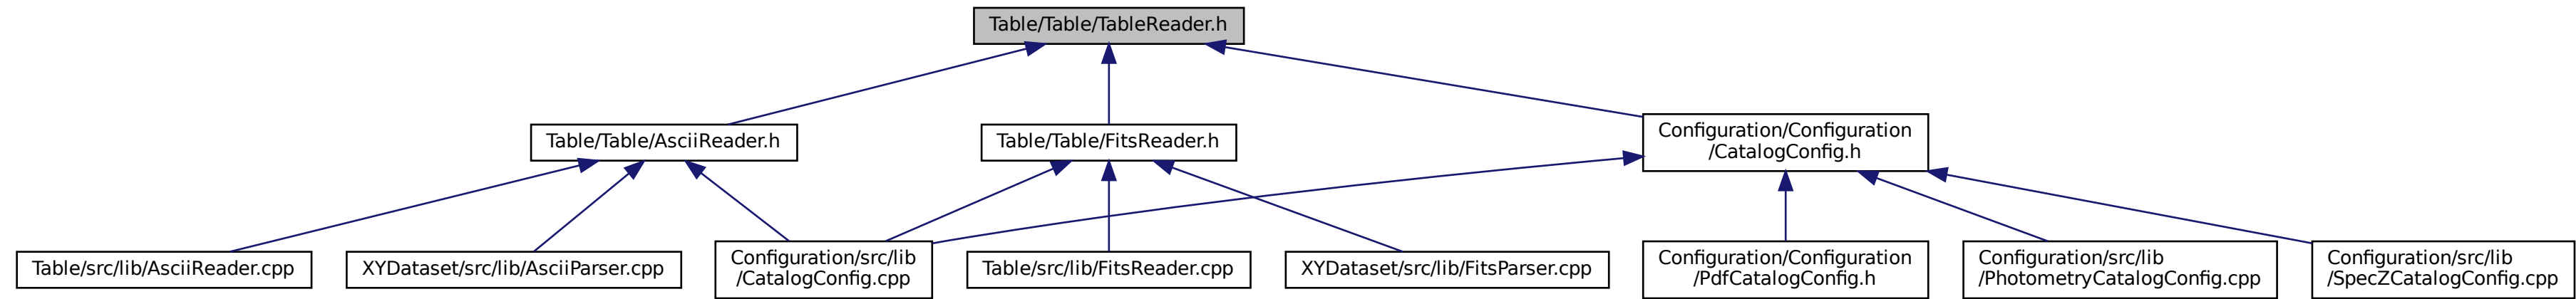 Table/Table/TableReader.h
Table/Table/AsciiReader.h
Table/Table/FitsReader.h
Configuration/Configuration
/CatalogConfig.h
Table/src/lib/AsciiReader.cpp
XYDataset/src/lib/AsciiParser.cpp
Configuration/src/lib
/CatalogConfig.cpp
Table/src/lib/FitsReader.cpp
XYDataset/src/lib/FitsParser.cpp
Configuration/Configuration
/PdfCatalogConfig.h
Configuration/src/lib
/PhotometryCatalogConfig.cpp
Configuration/src/lib
/SpecZCatalogConfig.cpp